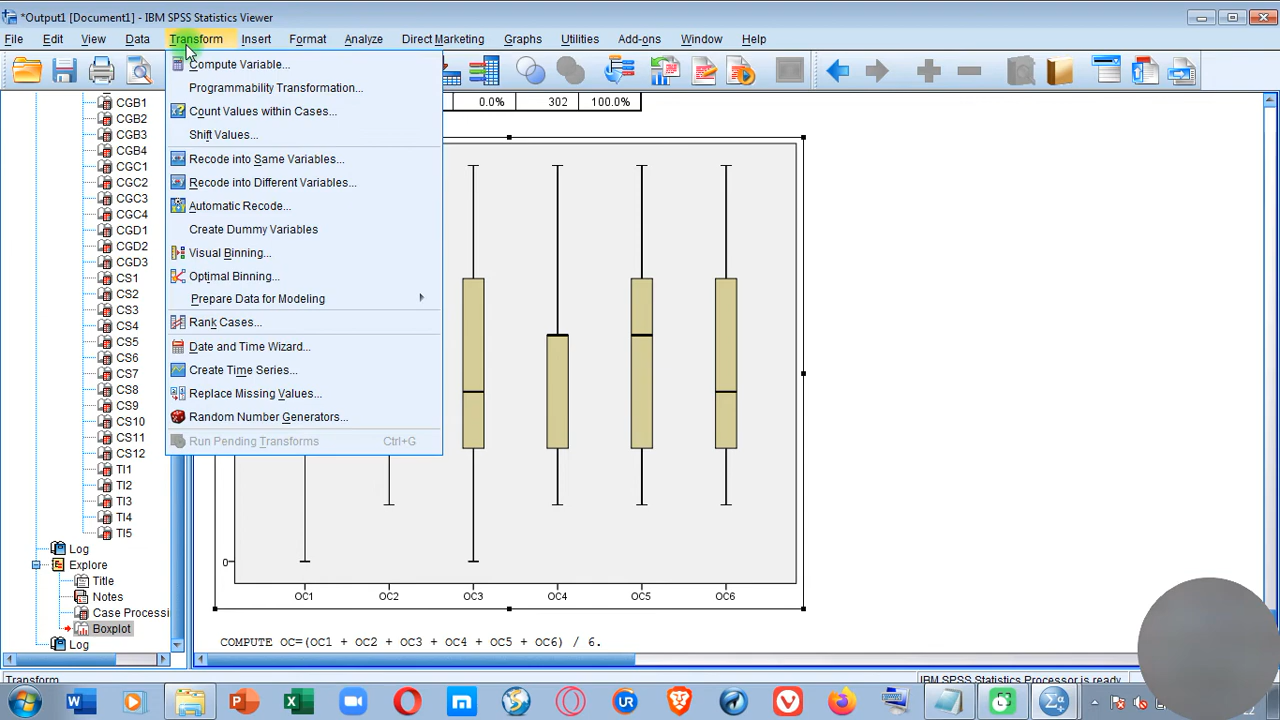 *Output1 [Document1] - IBM SPSS Statistics Viewer
File Edit View Data Transform Insert Format Analyze Direct Marketing Graphs Utilities Add-ons Window Help
Compute Variable...
Programmability Transformation...
Count Values within Cases...
Shift Values...
Recode into Same Variables...
Recode into Different Variables...
Automatic Recode...
Create Dummy Variables
Visual Binning...
Optimal Binning...
Prepare Data for Modeling
Rank Cases...
Date and Time Wizard...
Create Time Series...
Replace Missing Values...
Random Number Generators...
Run Pending Transforms Ctrl+G
CGB1
CGB2
CGB3
CGB4
CGC1
CGC2
CGC3
CGC4
CGD1
CGD2
CGD3
CS1
CS2
CS3
CS4
CS5
CS6
CS7
CS8
CS9
CS10
CS11
CS12
TI1
TI2
TI3
TI4
TI5
Log
Explore
Title
Notes
Case Processi
Boxplot
Log
0.0% 302 100.0%
0
OC1 OC2 OC3 OC4 OC5 OC6
COMPUTE OC=(OC1 + OC2 + OC3 + OC4 + OC5 + OC6) / 6.
Transform
IBM SPSS Statistics Processor is ready